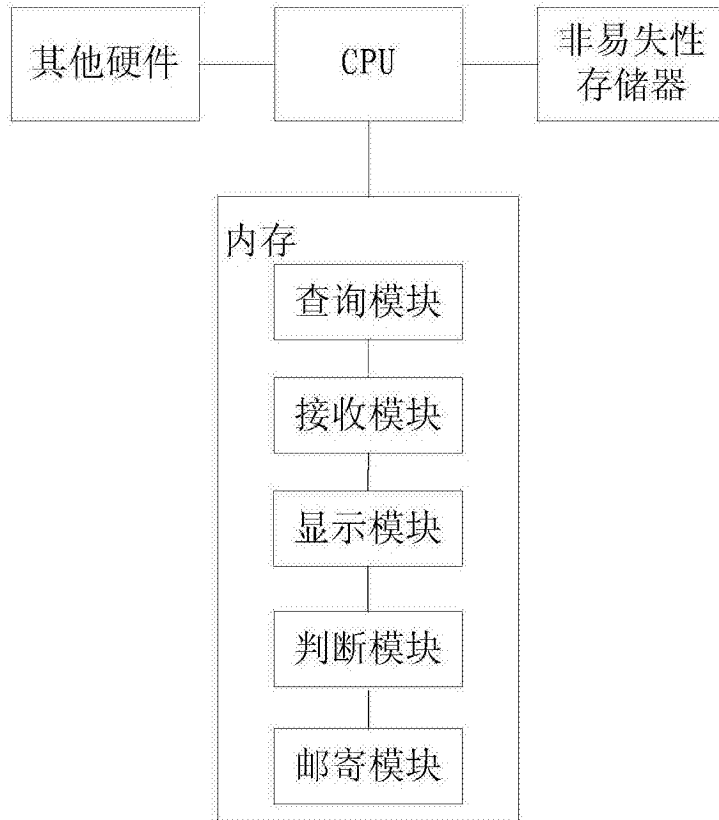 其他硬件
CPU
非易失性
存储器
内存
查询模块
接收模块
显示模块
判断模块
邮寄模块